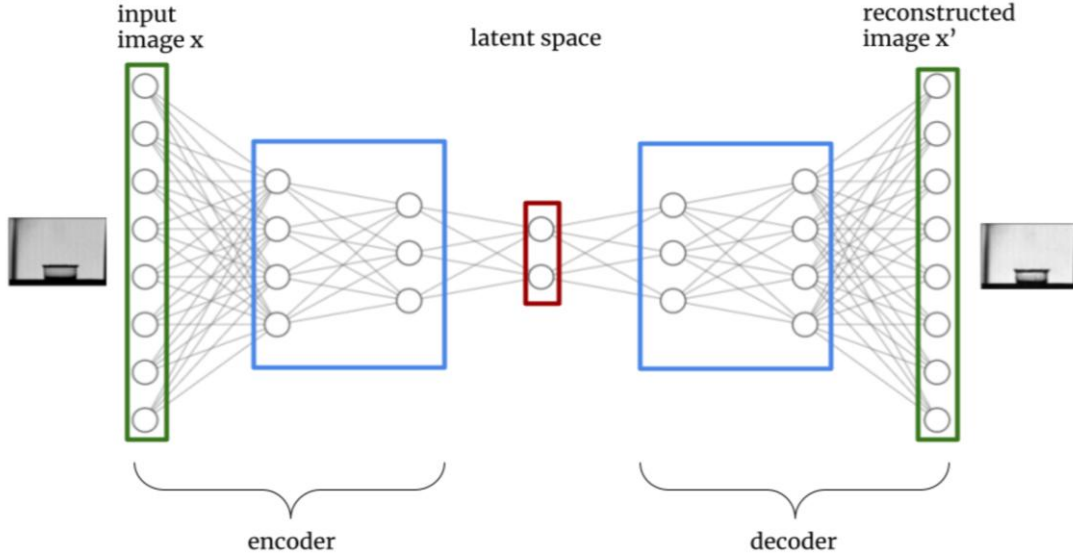 input
image x
latent space
reconstructed
image x’
encoder
decoder